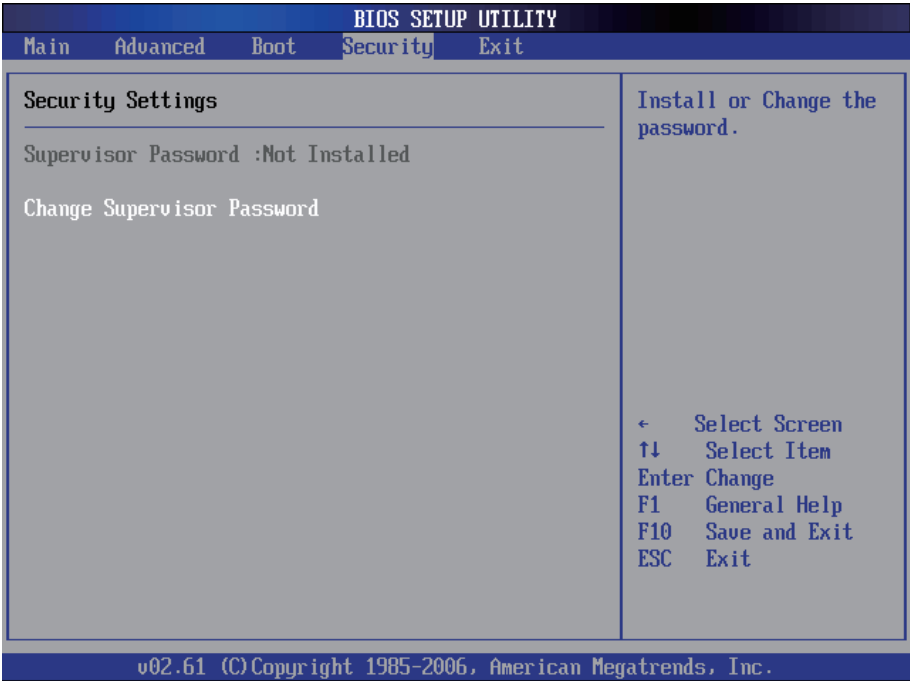 BIOS SETUP UTILITY
Main Advanced Boot Security Exit
Security Settings
Supervisor Password :Not Installed
Change Supervisor Password
Install or Change the
password.
← Select Screen
↑↓ Select Item
Enter Change
F1 General Help
F10 Save and Exit
ESC Exit
v02.61 (C)Copyright 1985-2006, American Megatrends, Inc.